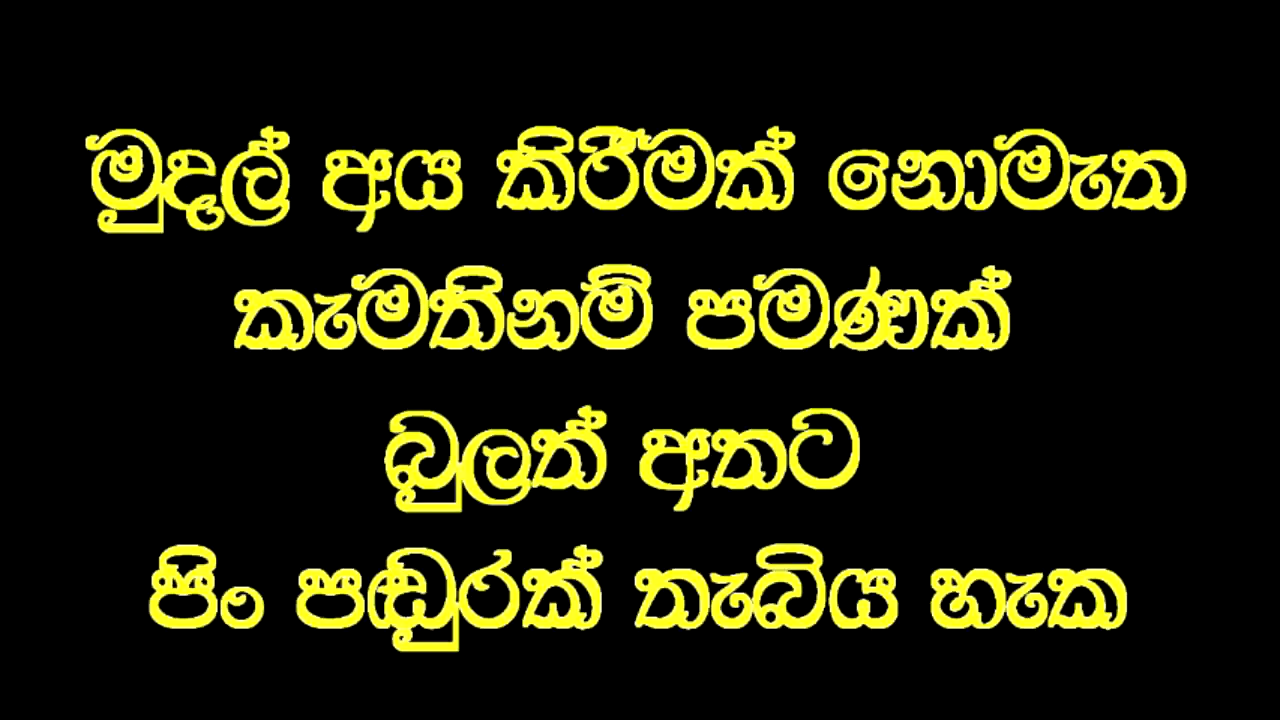 මුදල් අය කිරීමක් නොමැත
කැමතිනම් පමණක්
බුලත් අතට
පිං පඬුරක් තැබිය හැක